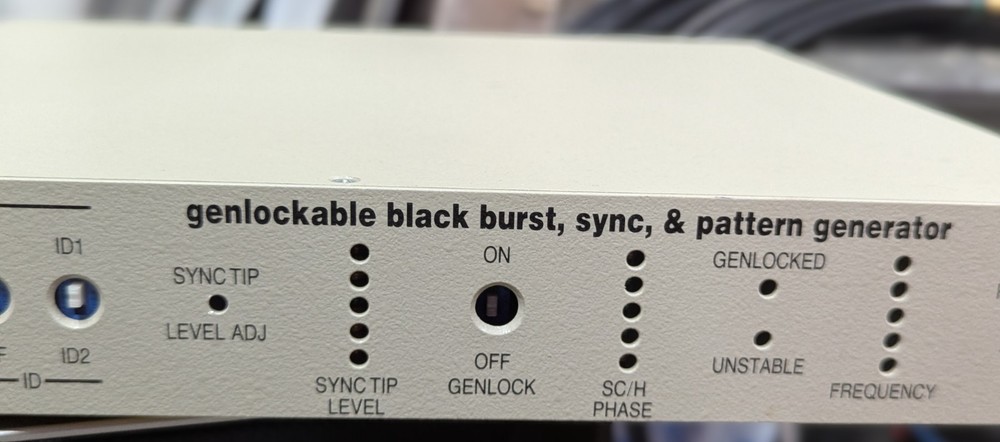 genlockable black burst, sync, & pattern generator
ID1
ID2
ID
SYNC TIP
LEVEL ADJ
SYNC TIP
LEVEL
ON
OFF
GENLOCK
SC/H
PHASE
GENLOCKED
UNSTABLE
FREQUENCY